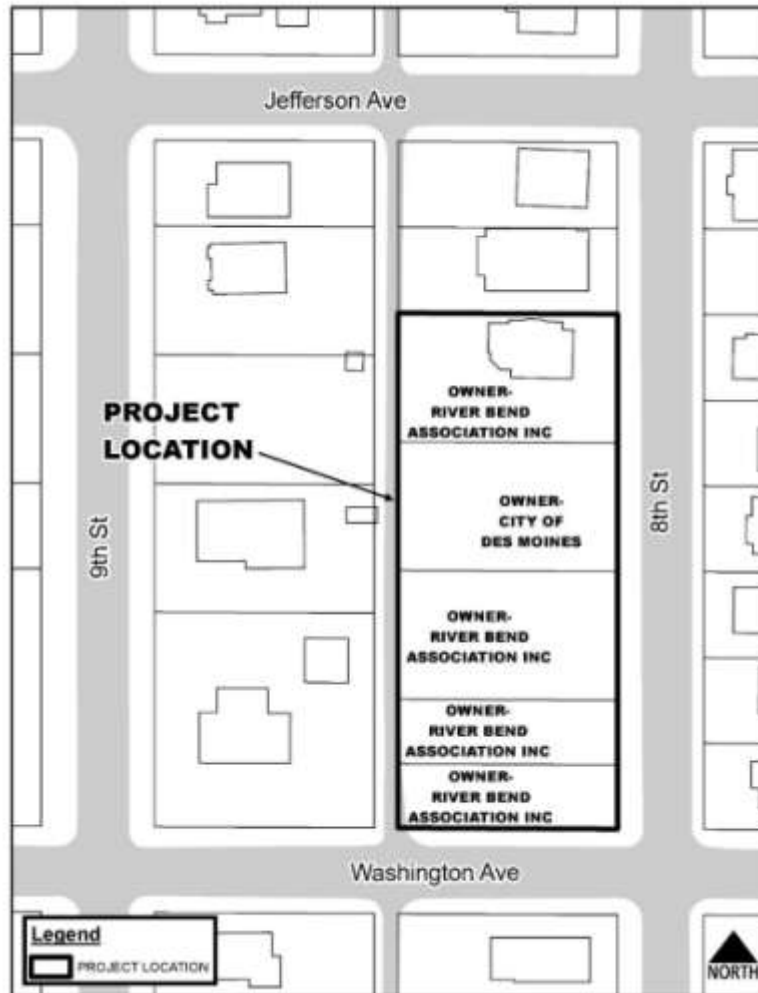 Jefferson Ave
OWNER-
RIVER BEND
ASSOCIATION INC
PROJECT
LOCATION
OWNER-
CITY OF
DES MOINES
9th St
8th St
OWNER-
RIVER BEND
ASSOCIATION INC
OWNER-
RIVER BEND
ASSOCIATION INC
OWNER-
RIVER BEND
ASSOCIATION INC
Washington Ave
Legend
PROJECT LOCATION
NORTH